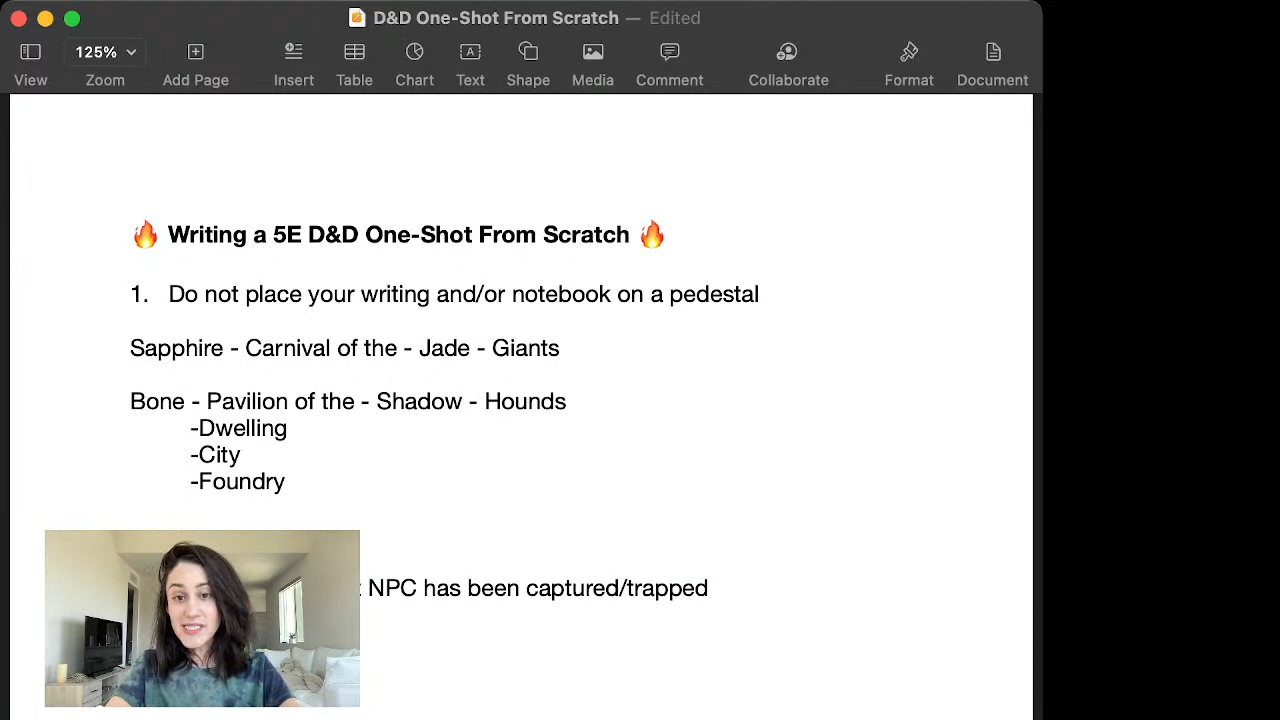 D&D One-Shot From Scratch — Edited
125%
View Zoom Add Page Insert Table Chart Text Shape Media Comment Collaborate Format Document
🔥 Writing a 5E D&D One-Shot From Scratch 🔥
1. Do not place your writing and/or notebook on a pedestal
Sapphire - Carnival of the - Jade - Giants
Bone - Pavilion of the - Shadow - Hounds
-Dwelling
-City
-Foundry
NPC has been captured/trapped